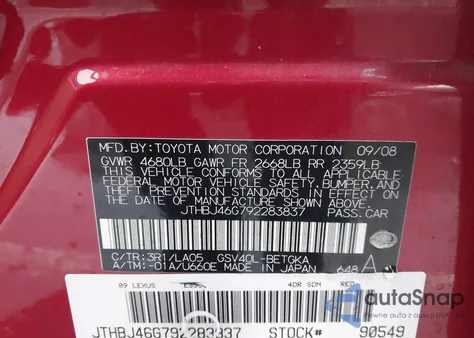 MFD.BY:TOYOTA MOTOR CORPORATION 09/08
GVWR 4680LB GAWR FR 2668LB RR 2359LB
THIS VEHICLE CONFORMS TO ALL APPLICABLE
FEDERAL MOTOR VEHICLE SAFETY, BUMPER, AND
THEFT PREVENTION STANDARDS IN EFFECT ON
THE DATE OF MANUFACTURE SHOWN ABOVE.
JTHBJ46G792283837 PASS.CAR
C/TR:3R1/LA05 GSV40L-BETGKA
A/TM:-01A/U660E MADE IN JAPAN 648 A
09 LEXUS ES350 4DR SDN RED
JTHBJ46G792283837 STOCK# 90549
autoSnap